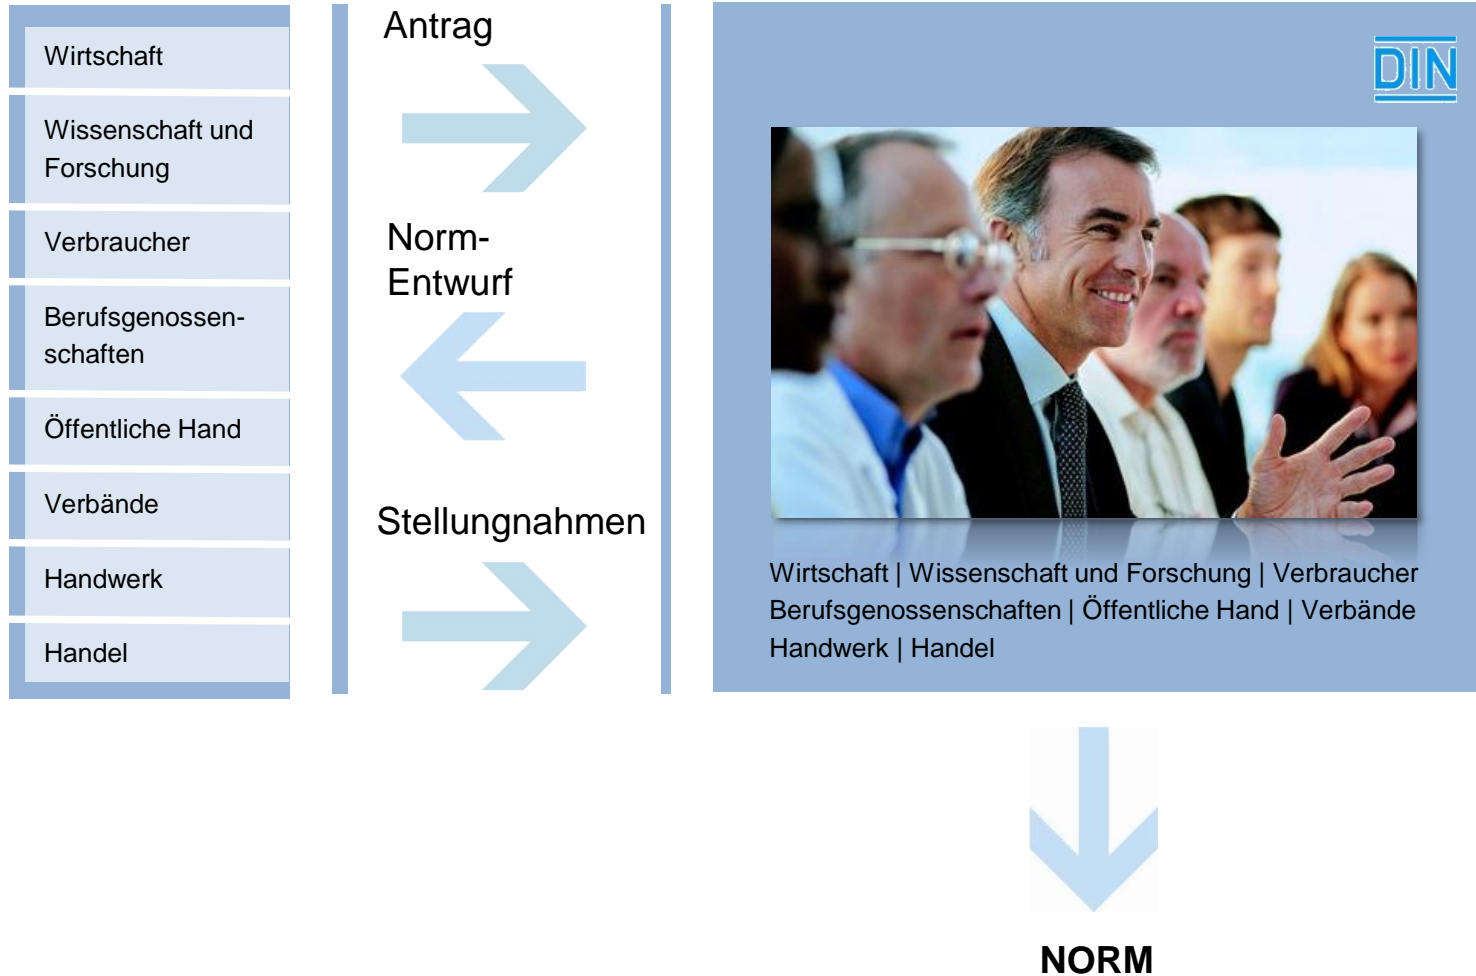 Wirtschaft
Wissenschaft und
Forschung
Verbraucher
Berufsgenossen-
schaften
Öffentliche Hand
Verbände
Handwerk
Handel
Antrag
Norm-
Entwurf
Stellungnahmen
DIN
Wirtschaft | Wissenschaft und Forschung | Verbraucher
Berufsgenossenschaften | Öffentliche Hand | Verbände
Handwerk | Handel
NORM